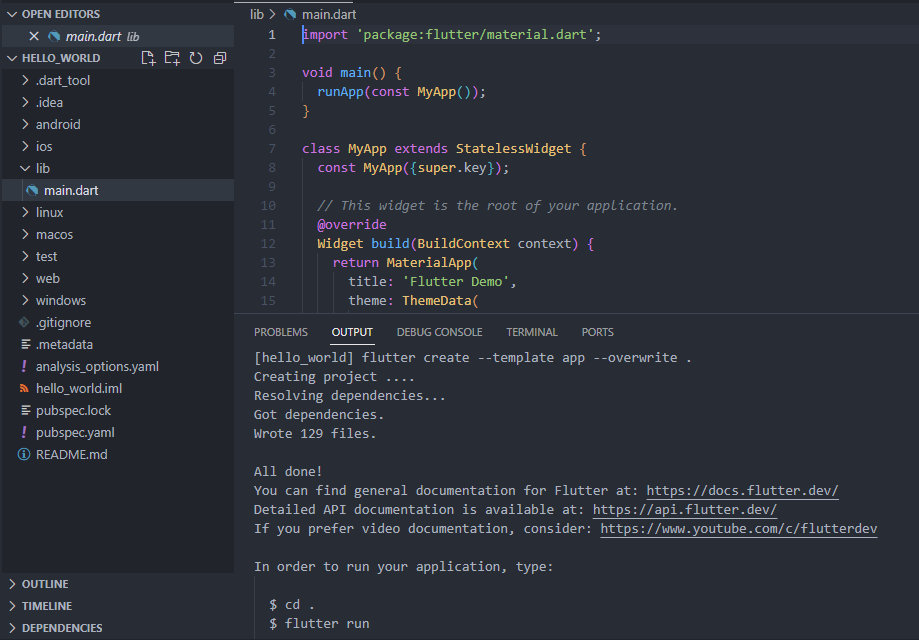 OPEN EDITORS
main.dart lib
HELLO_WORLD
.dart_tool
.idea
android
ios
lib
main.dart
linux
macos
test
web
windows
.gitignore
.metadata
analysis_options.yaml
hello_world.iml
pubspec.lock
pubspec.yaml
README.md
OUTLINE
TIMELINE
DEPENDENCIES
lib > main.dart
1 import 'package:flutter/material.dart';
2
3 void main() {
4   runApp(const MyApp());
5 }
6
7 class MyApp extends StatelessWidget {
8   const MyApp({super.key});
9
10   // This widget is the root of your application.
11   @override
12   Widget build(BuildContext context) {
13     return MaterialApp(
14       title: 'Flutter Demo',
15       theme: ThemeData(
PROBLEMS OUTPUT DEBUG CONSOLE TERMINAL PORTS
[hello_world] flutter create --template app --overwrite .
Creating project ....
Resolving dependencies...
Got dependencies.
Wrote 129 files.
All done!
You can find general documentation for Flutter at: https://docs.flutter.dev/
Detailed API documentation is available at: https://api.flutter.dev/
If you prefer video documentation, consider: https://www.youtube.com/c/flutterdev
In order to run your application, type:
$ cd .
$ flutter run